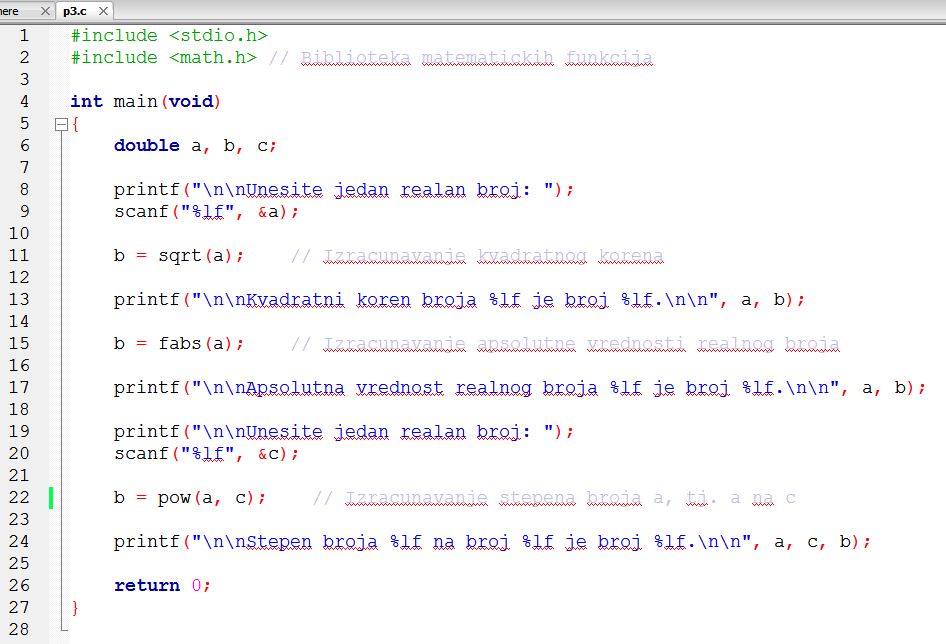 here p3.c
1 #include <stdio.h>
2 #include <math.h> // Biblioteka matematickih funkcija
3
4 int main(void)
5 {
6 double a, b, c;
7
8 printf("\n\nUnesite jedan realan broj: ");
9 scanf("%lf", &a);
10
11 b = sqrt(a); // Izracunavanje kvadratnog korena
12
13 printf("\n\nKvadratni koren broja %lf je broj %lf.\n\n", a, b);
14
15 b = fabs(a); // Izracunavanje apsolutne vrednosti realnog broja
16
17 printf("\n\nApsolutna vrednost realnog broja %lf je broj %lf.\n\n", a, b);
18
19 printf("\n\nUnesite jedan realan broj: ");
20 scanf("%lf", &c);
21
22 b = pow(a, c); // Izracunavanje stepena broja a, tj. a na c
23
24 printf("\n\nStepen broja %lf na broj %lf je broj %lf.\n\n", a, c, b);
25
26 return 0;
27 }
28